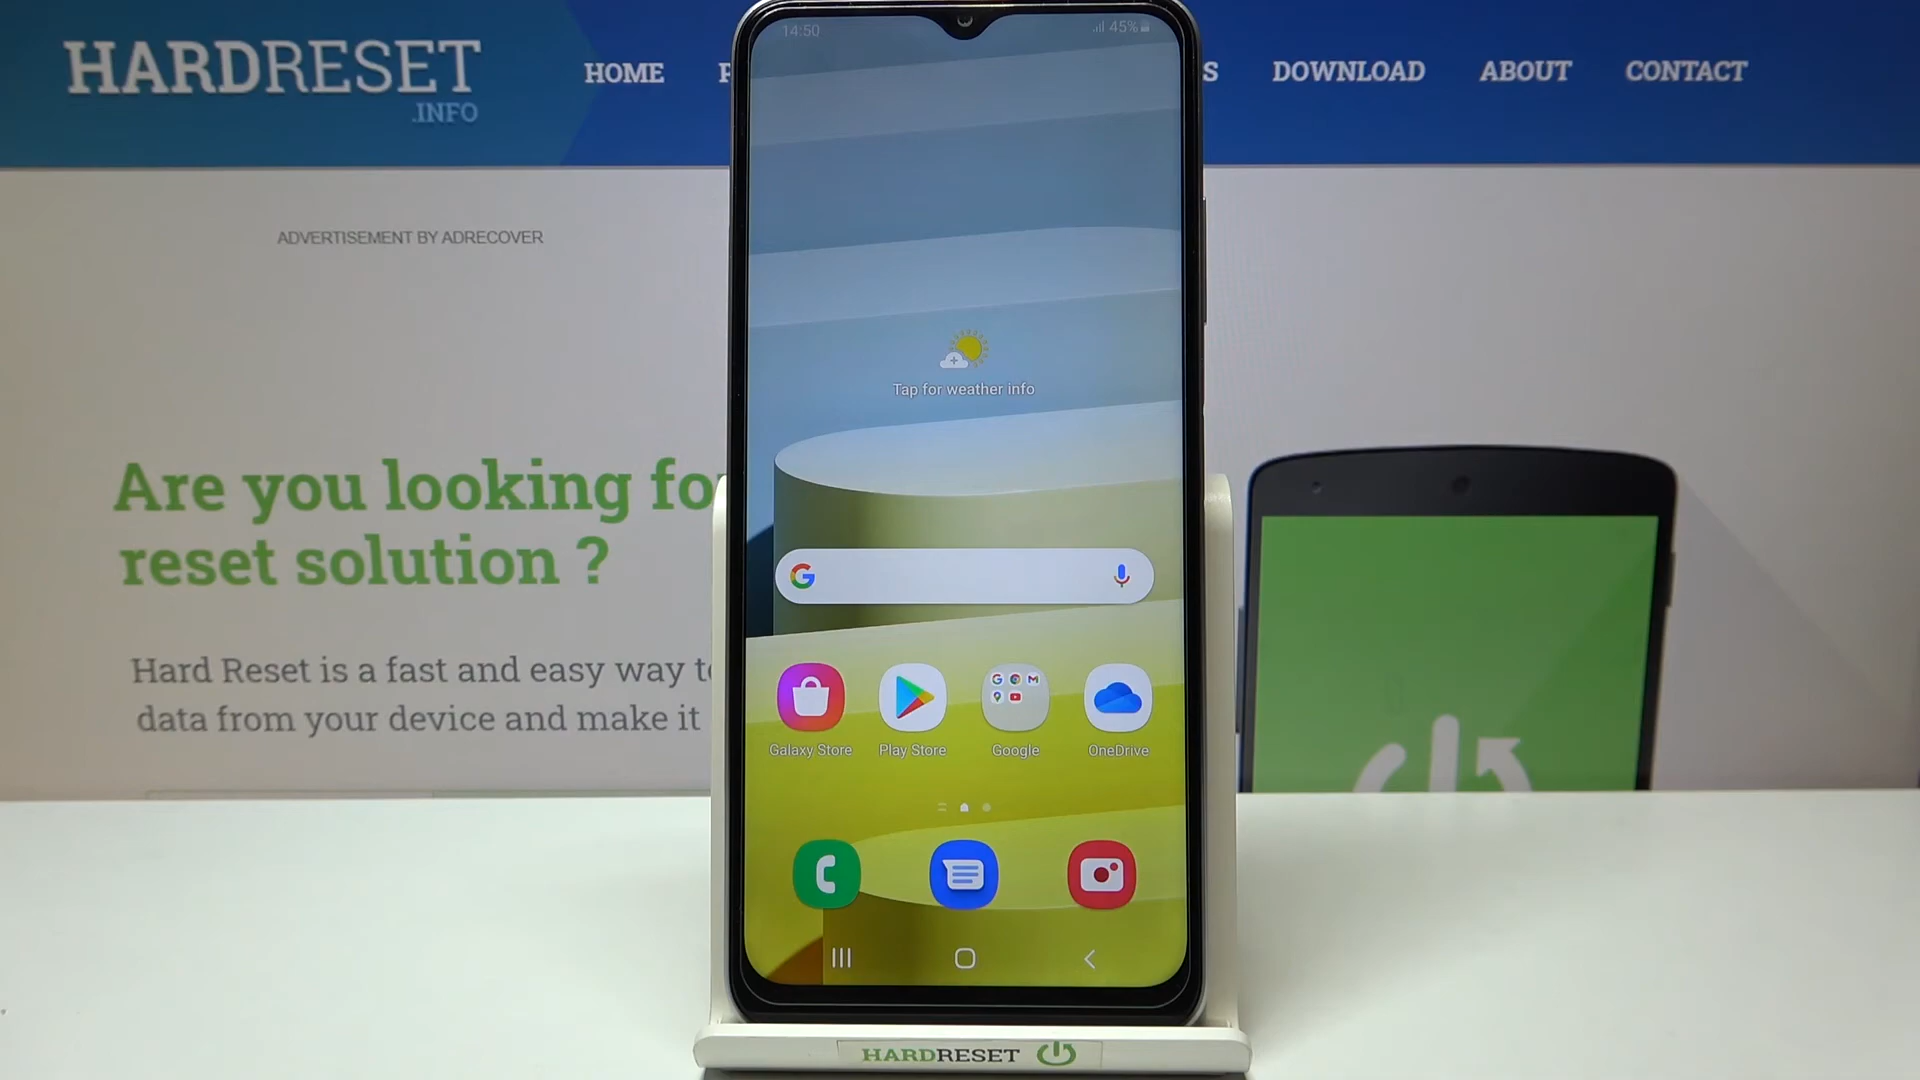 HARDRESET
.INFO
HOME
P
S
DOWNLOAD
ABOUT
CONTACT
ADVERTISEMENT BY ADRECOVER
Are you looking fo
reset solution ?
Hard Reset is a fast and easy way to
data from your device and make it
14:50
45%
Tap for weather info
Galaxy Store
Play Store
Google
OneDrive
HARDRESET